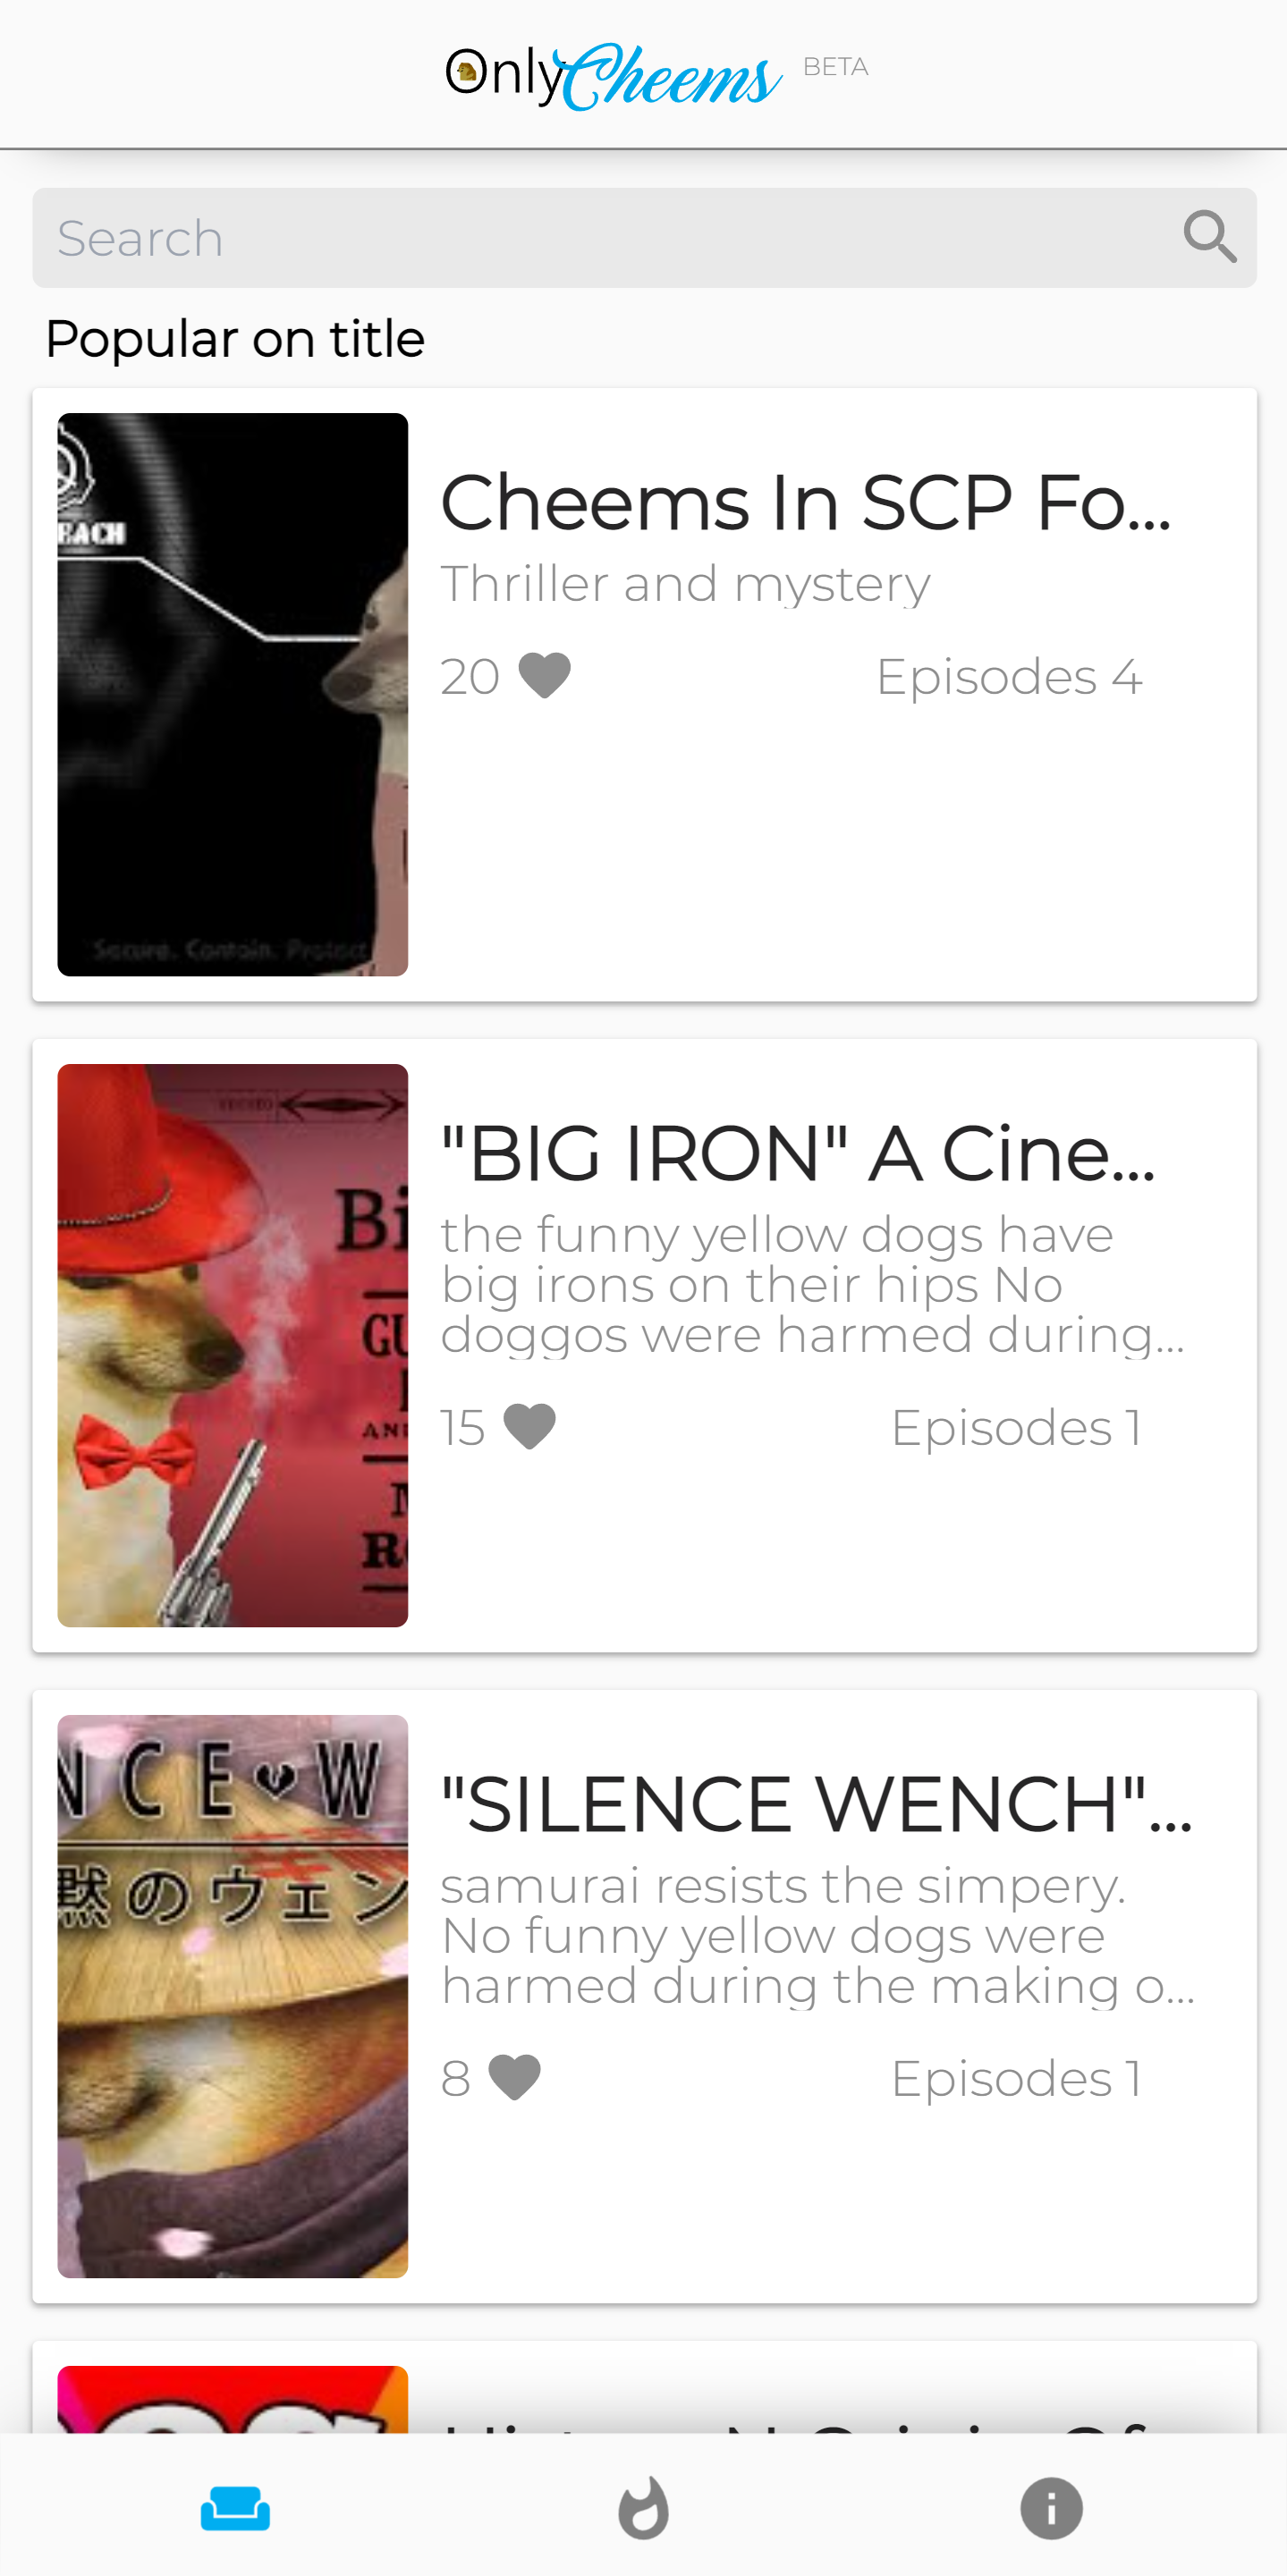 OnlyCheems BETA
Search
Popular on title
EACH
Secure. Contain. Protect
Cheems In SCP Fo...
Thriller and mystery
20
Episodes 4
Bi
GU
AN
"BIG IRON" A Cine...
the funny yellow dogs have
big irons on their hips No
doggos were harmed during...
15
Episodes 1
N C E W
黙のウェン
"SILENCE WENCH"...
samurai resists the simpery.
No funny yellow dogs were
harmed during the making o...
8
Episodes 1